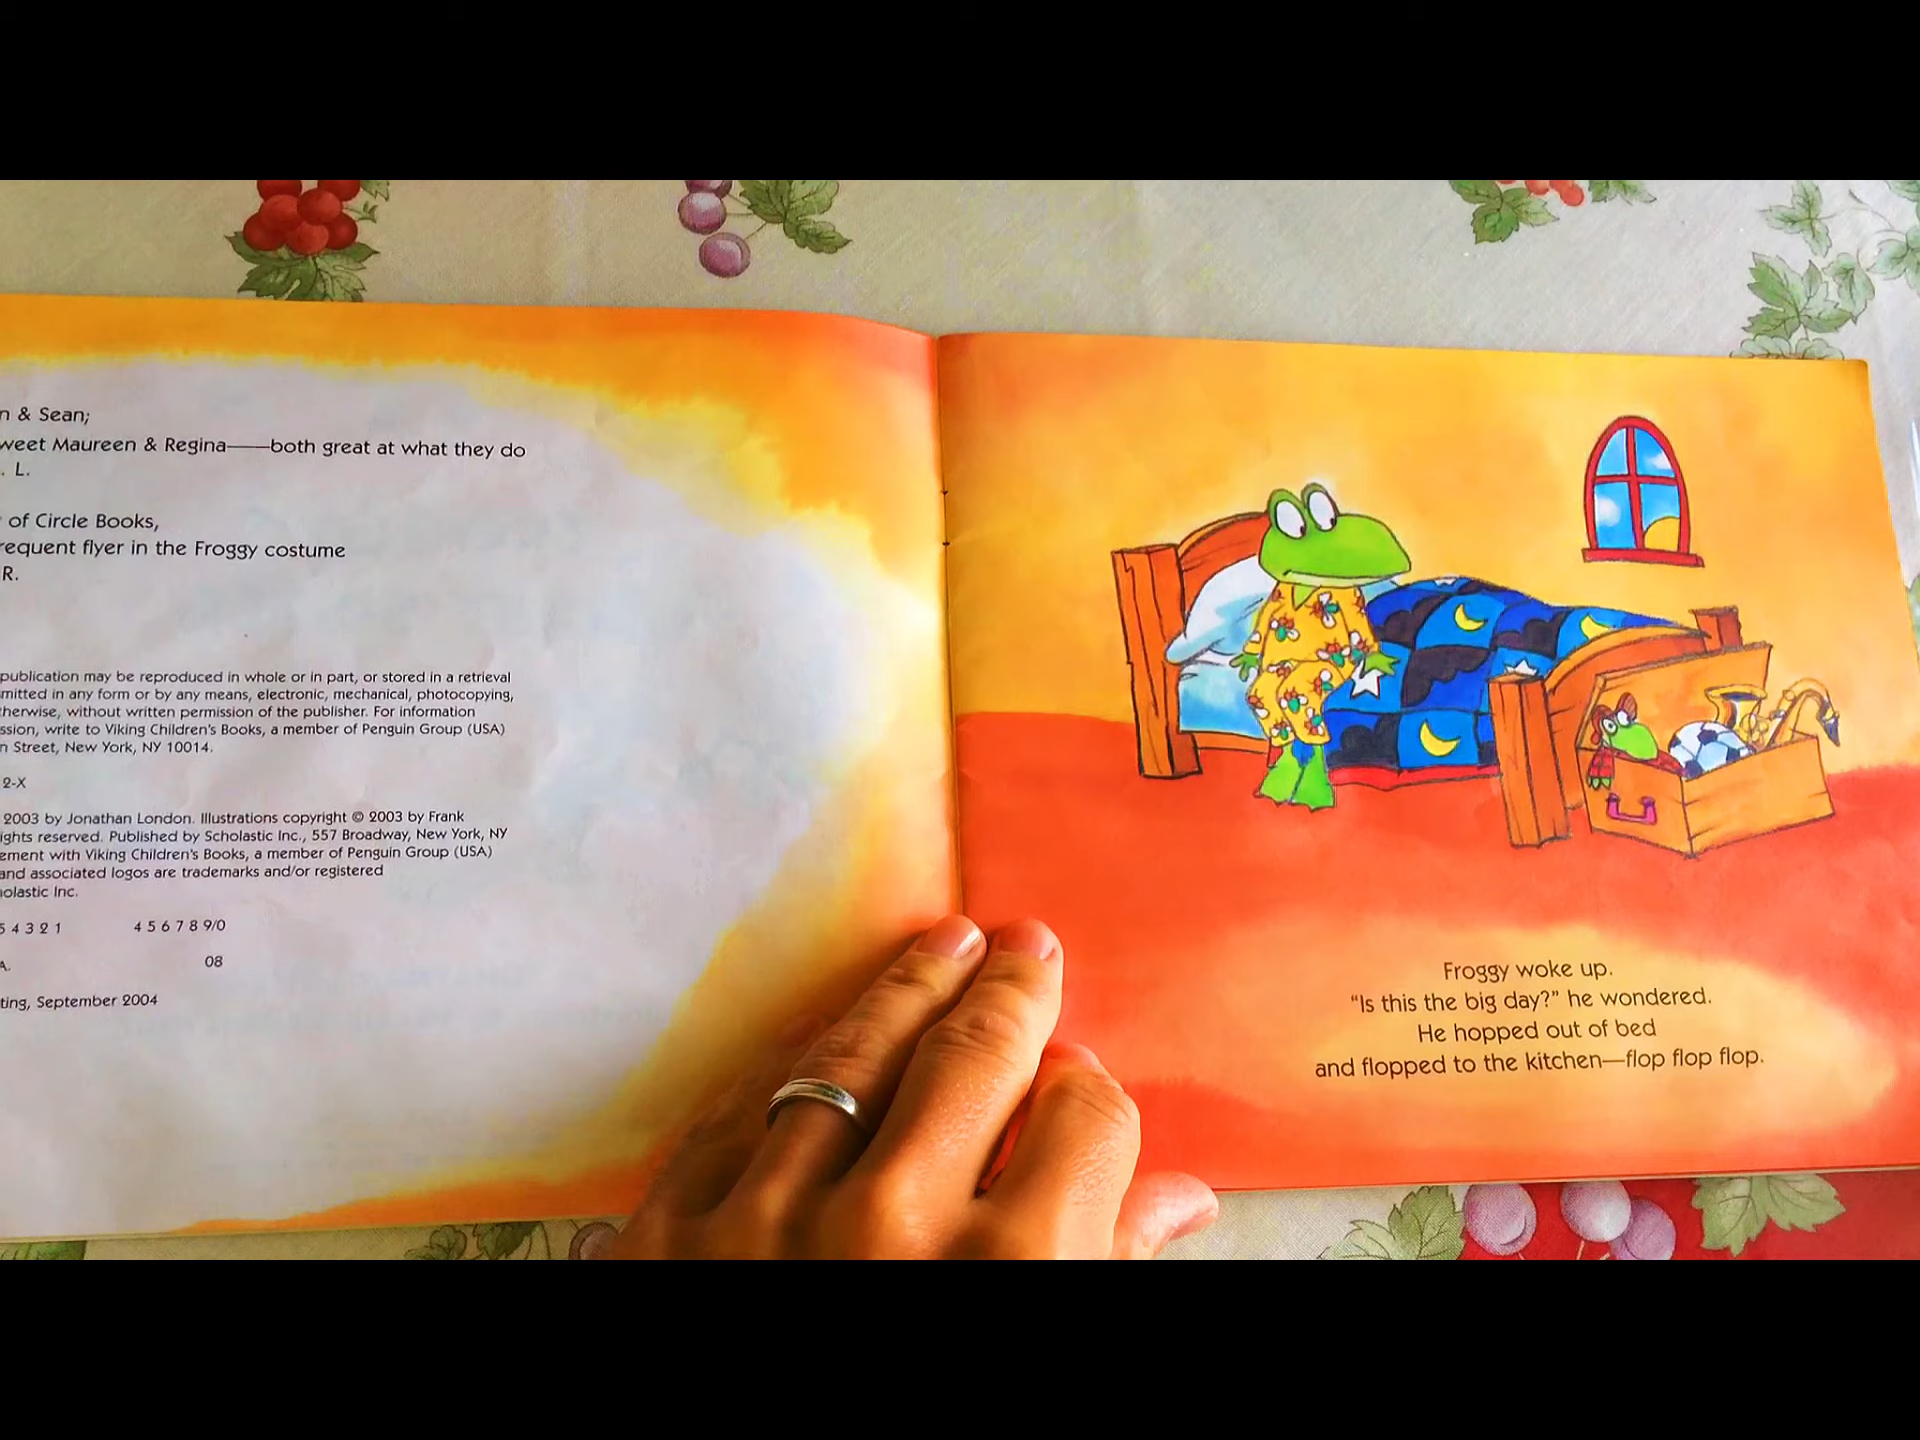 n & Sean;
weet Maureen & Regina——both great at what they do
. L.
of Circle Books,
requent flyer in the Froggy costume
R.
publication may be reproduced in whole or in part, or stored in a retrieval
mitted in any form or by any means, electronic, mechanical, photocopying,
therwise, without written permission of the publisher. For information
ssion, write to Viking Children's Books, a member of Penguin Group (USA)
n Street, New York, NY 10014.
2-X
2003 by Jonathan London. Illustrations copyright © 2003 by Frank
ights reserved. Published by Scholastic Inc., 557 Broadway, New York, NY
ement with Viking Children's Books, a member of Penguin Group (USA)
and associated logos are trademarks and/or registered
olastic Inc.
5 4 3 2 1 4 5 6 7 8 9/0
A. 08
ting, September 2004
Froggy woke up.
"Is this the big day?" he wondered.
He hopped out of bed
and flopped to the kitchen—flop flop flop.